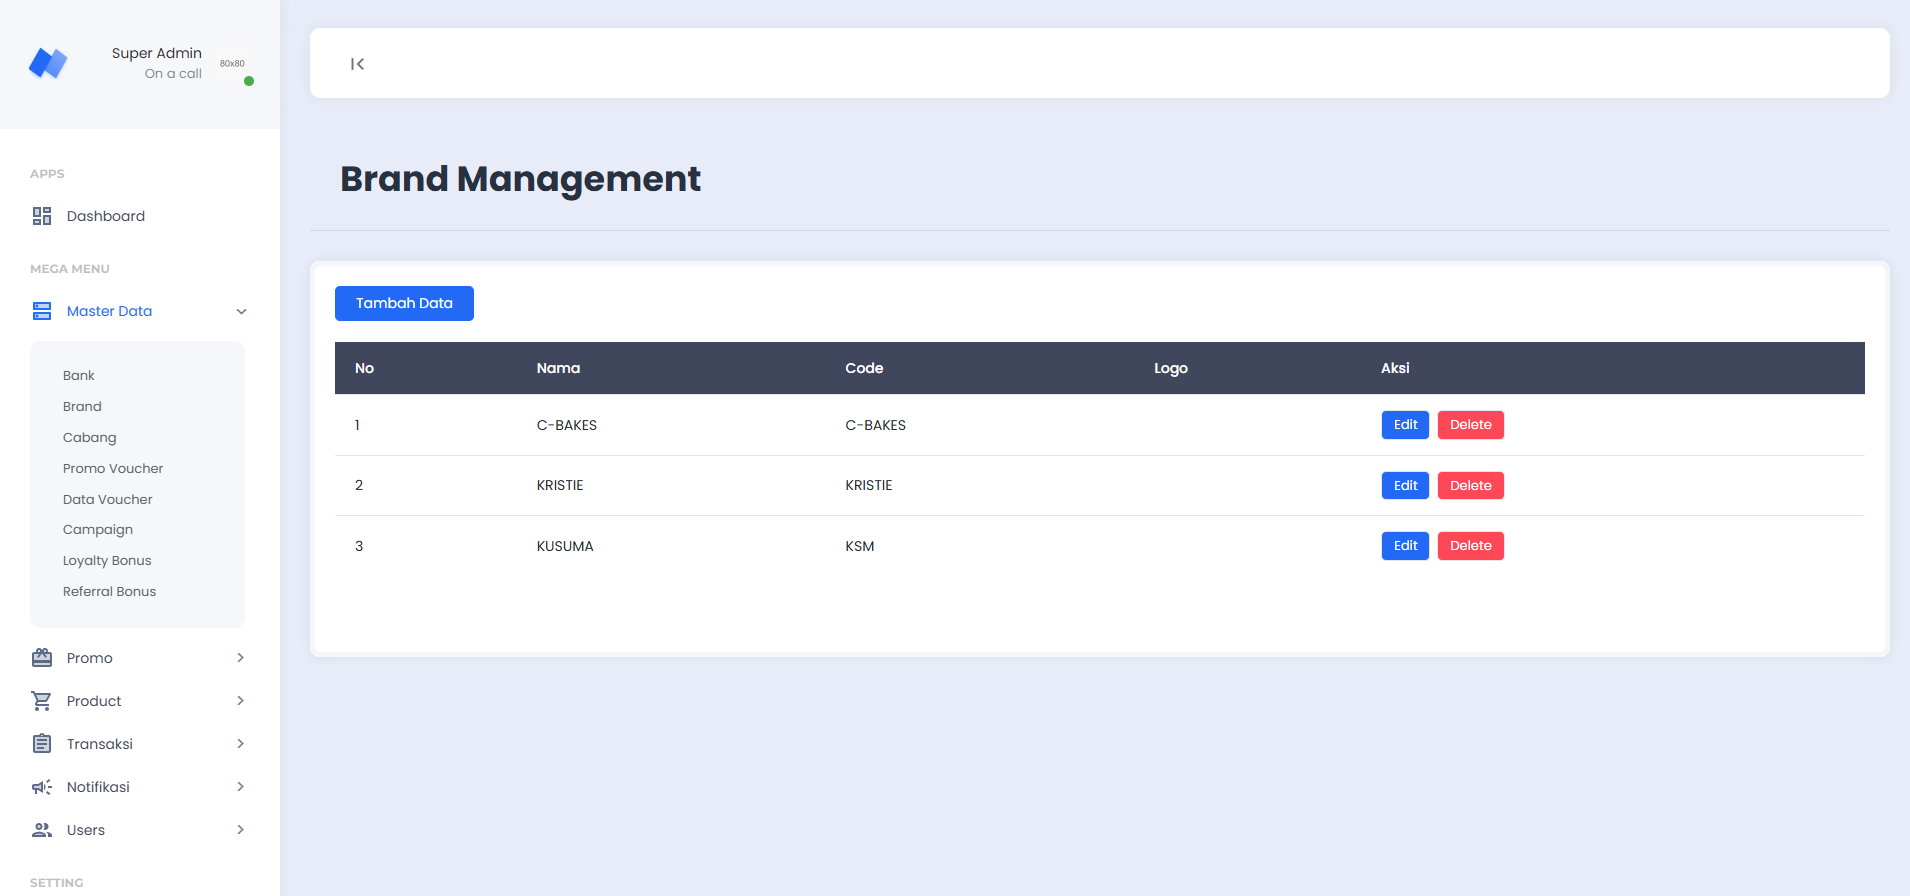 Super Admin
On a call
80x80
APPS
Dashboard
MEGA MENU
Master Data
Bank
Brand
Cabang
Promo Voucher
Data Voucher
Campaign
Loyalty Bonus
Referral Bonus
Promo
Product
Transaksi
Notifikasi
Users
SETTING
Brand Management
Tambah Data
No Nama Code Logo Aksi
1 C-BAKES C-BAKES Edit Delete
2 KRISTIE KRISTIE Edit Delete
3 KUSUMA KSM Edit Delete